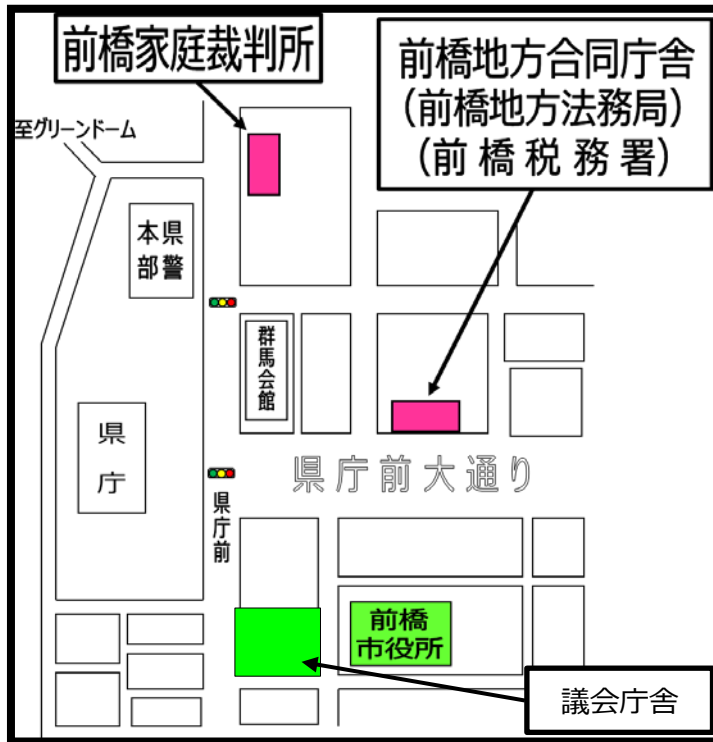 前橋家庭裁判所
前橋地方合同庁舎
（前橋地方法務局）
（前橋税務署）
至グリーンドーム
県警
本部
群馬会館
県庁
県庁前大通り
県庁前
前橋
市役所
議会庁舎